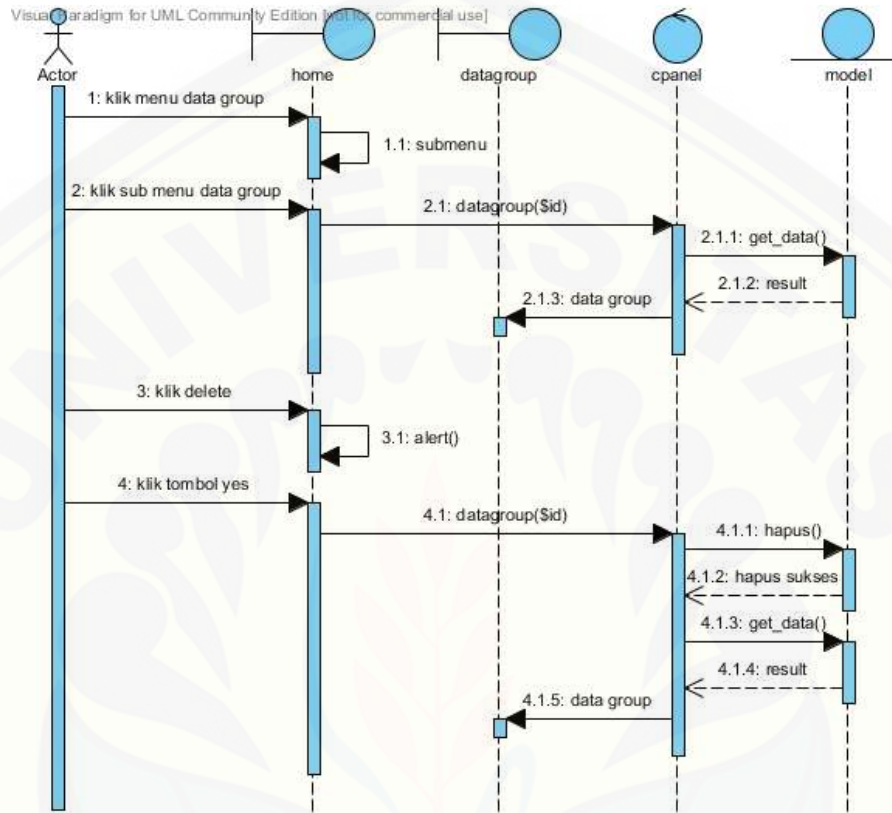 Visual Paradigm for UML Community Edition [not for commercial use]
Actor
home
datagroup
cpanel
model
1: klik menu data group
1.1: submenu
2: klik sub menu data group
2.1: datagroup($id)
2.1.1: get_data()
2.1.2: result
2.1.3: data group
3: klik delete
3.1: alert()
4: klik tombol yes
4.1: datagroup($id)
4.1.1: hapus()
4.1.2: hapus sukses
4.1.3: get_data()
4.1.4: result
4.1.5: data group
UNIVERSITAS